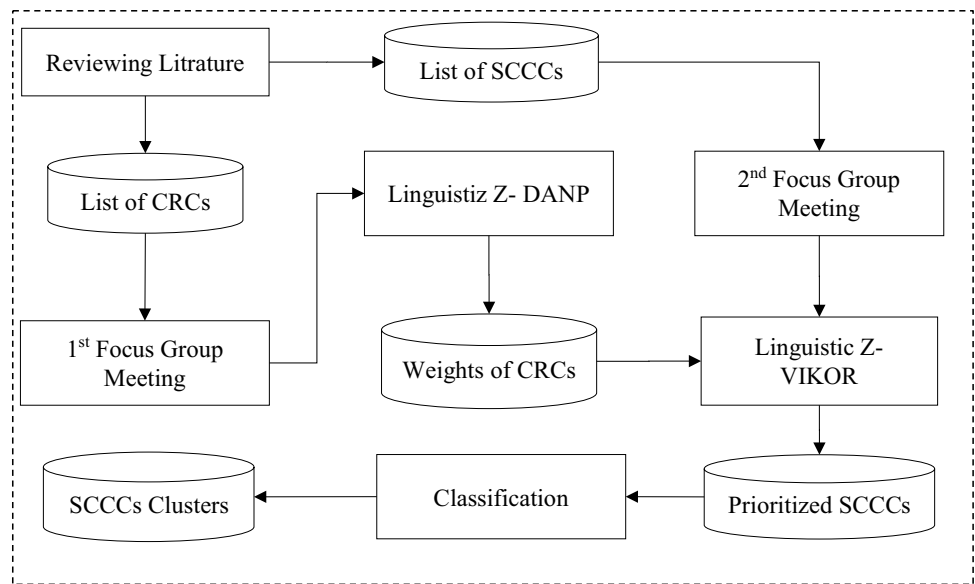 Reviewing Litrature
List of SCCCs
List of CRCs
Linguistiz Z- DANP
2nd Focus Group
Meeting
1st Focus Group
Meeting
Weights of CRCs
Linguistic Z-
VIKOR
SCCCs Clusters
Classification
Prioritized SCCCs